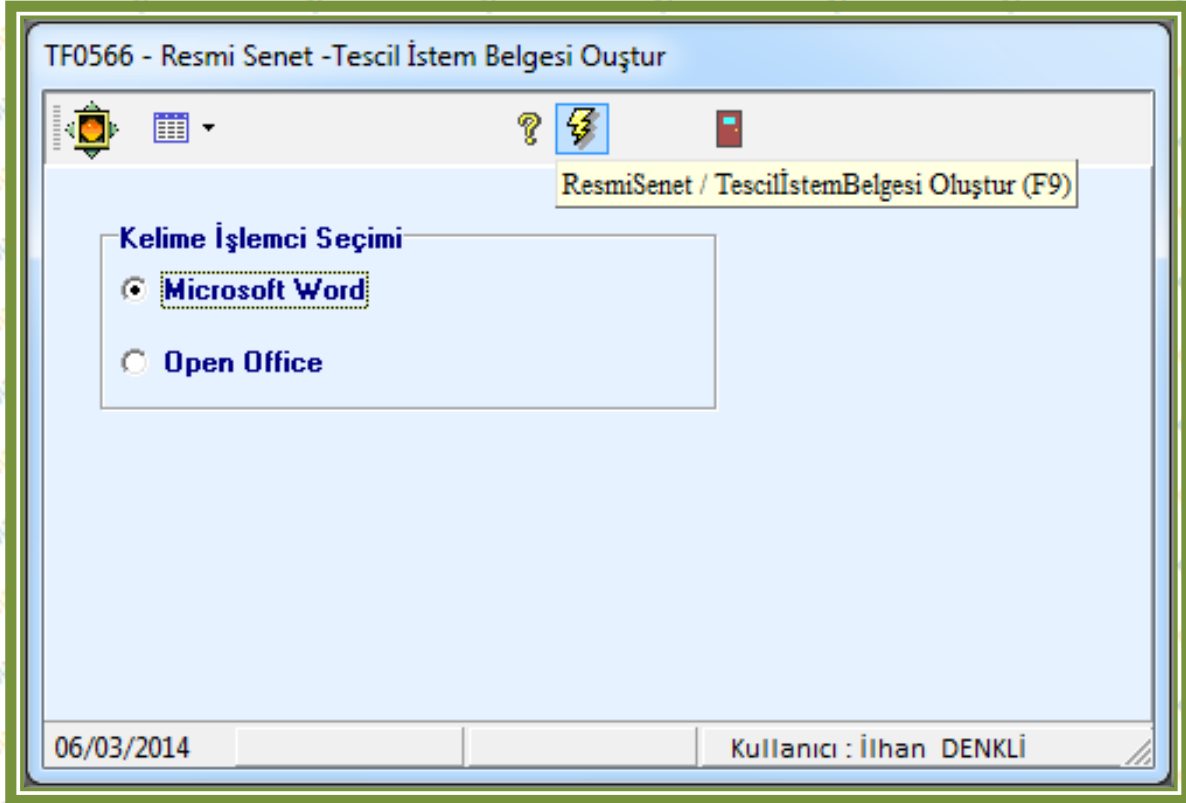 TF0566 - Resmi Senet -Tescil İstem Belgesi Ouştur
ResmiSenet / TescilİstemBelgesi Oluştur (F9)
Kelime İşlemci Seçimi
Microsoft Word
Open Office
06/03/2014
Kullanıcı : İlhan DENKLİ